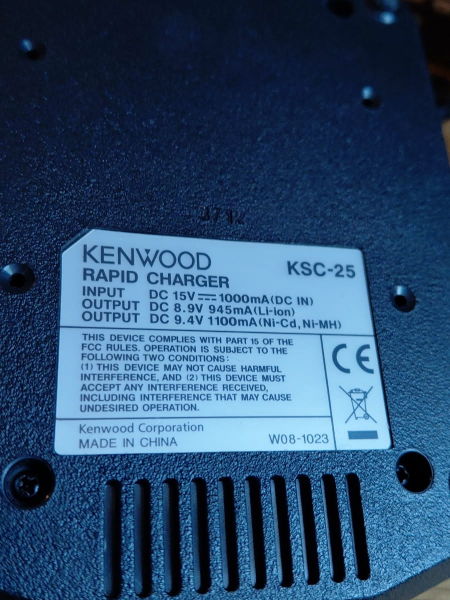 KENWOOD KSC-25
RAPID CHARGER
INPUT DC 15V 1000mA(DC IN)
OUTPUT DC 8.9V 945mA(Li-ion)
OUTPUT DC 9.4V 1100mA(Ni-Cd, Ni-MH)
THIS DEVICE COMPLIES WITH PART 15 OF THE
FCC RULES. OPERATION IS SUBJECT TO THE
FOLLOWING TWO CONDITIONS:
(1) THIS DEVICE MAY NOT CAUSE HARMFUL
INTERFERENCE, AND (2) THIS DEVICE MUST
ACCEPT ANY INTERFERENCE RECEIVED,
INCLUDING INTERFERENCE THAT MAY CAUSE
UNDESIRED OPERATION.
CE
Kenwood Corporation
MADE IN CHINA W08-1023